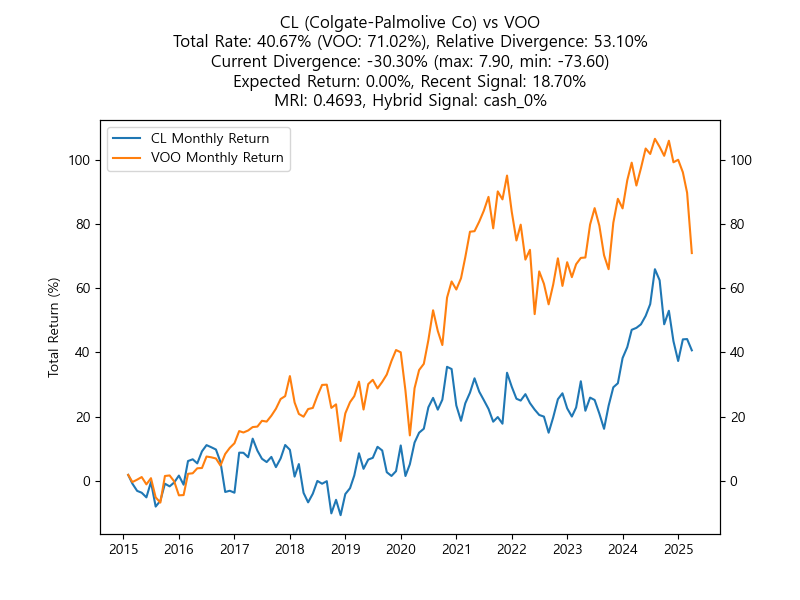 CL (Colgate-Palmolive Co) vs VOO
Total Rate: 40.67% (VOO: 71.02%), Relative Divergence: 53.10%
Current Divergence: -30.30% (max: 7.90, min: -73.60)
Expected Return: 0.00%, Recent Signal: 18.70%
MRI: 0.4693, Hybrid Signal: cash_0%
CL Monthly Return
VOO Monthly Return
Total Return (%)
100 100
80 80
60 60
40 40
20 20
0 0
2015 2016 2017 2018 2019 2020 2021 2022 2023 2024 2025